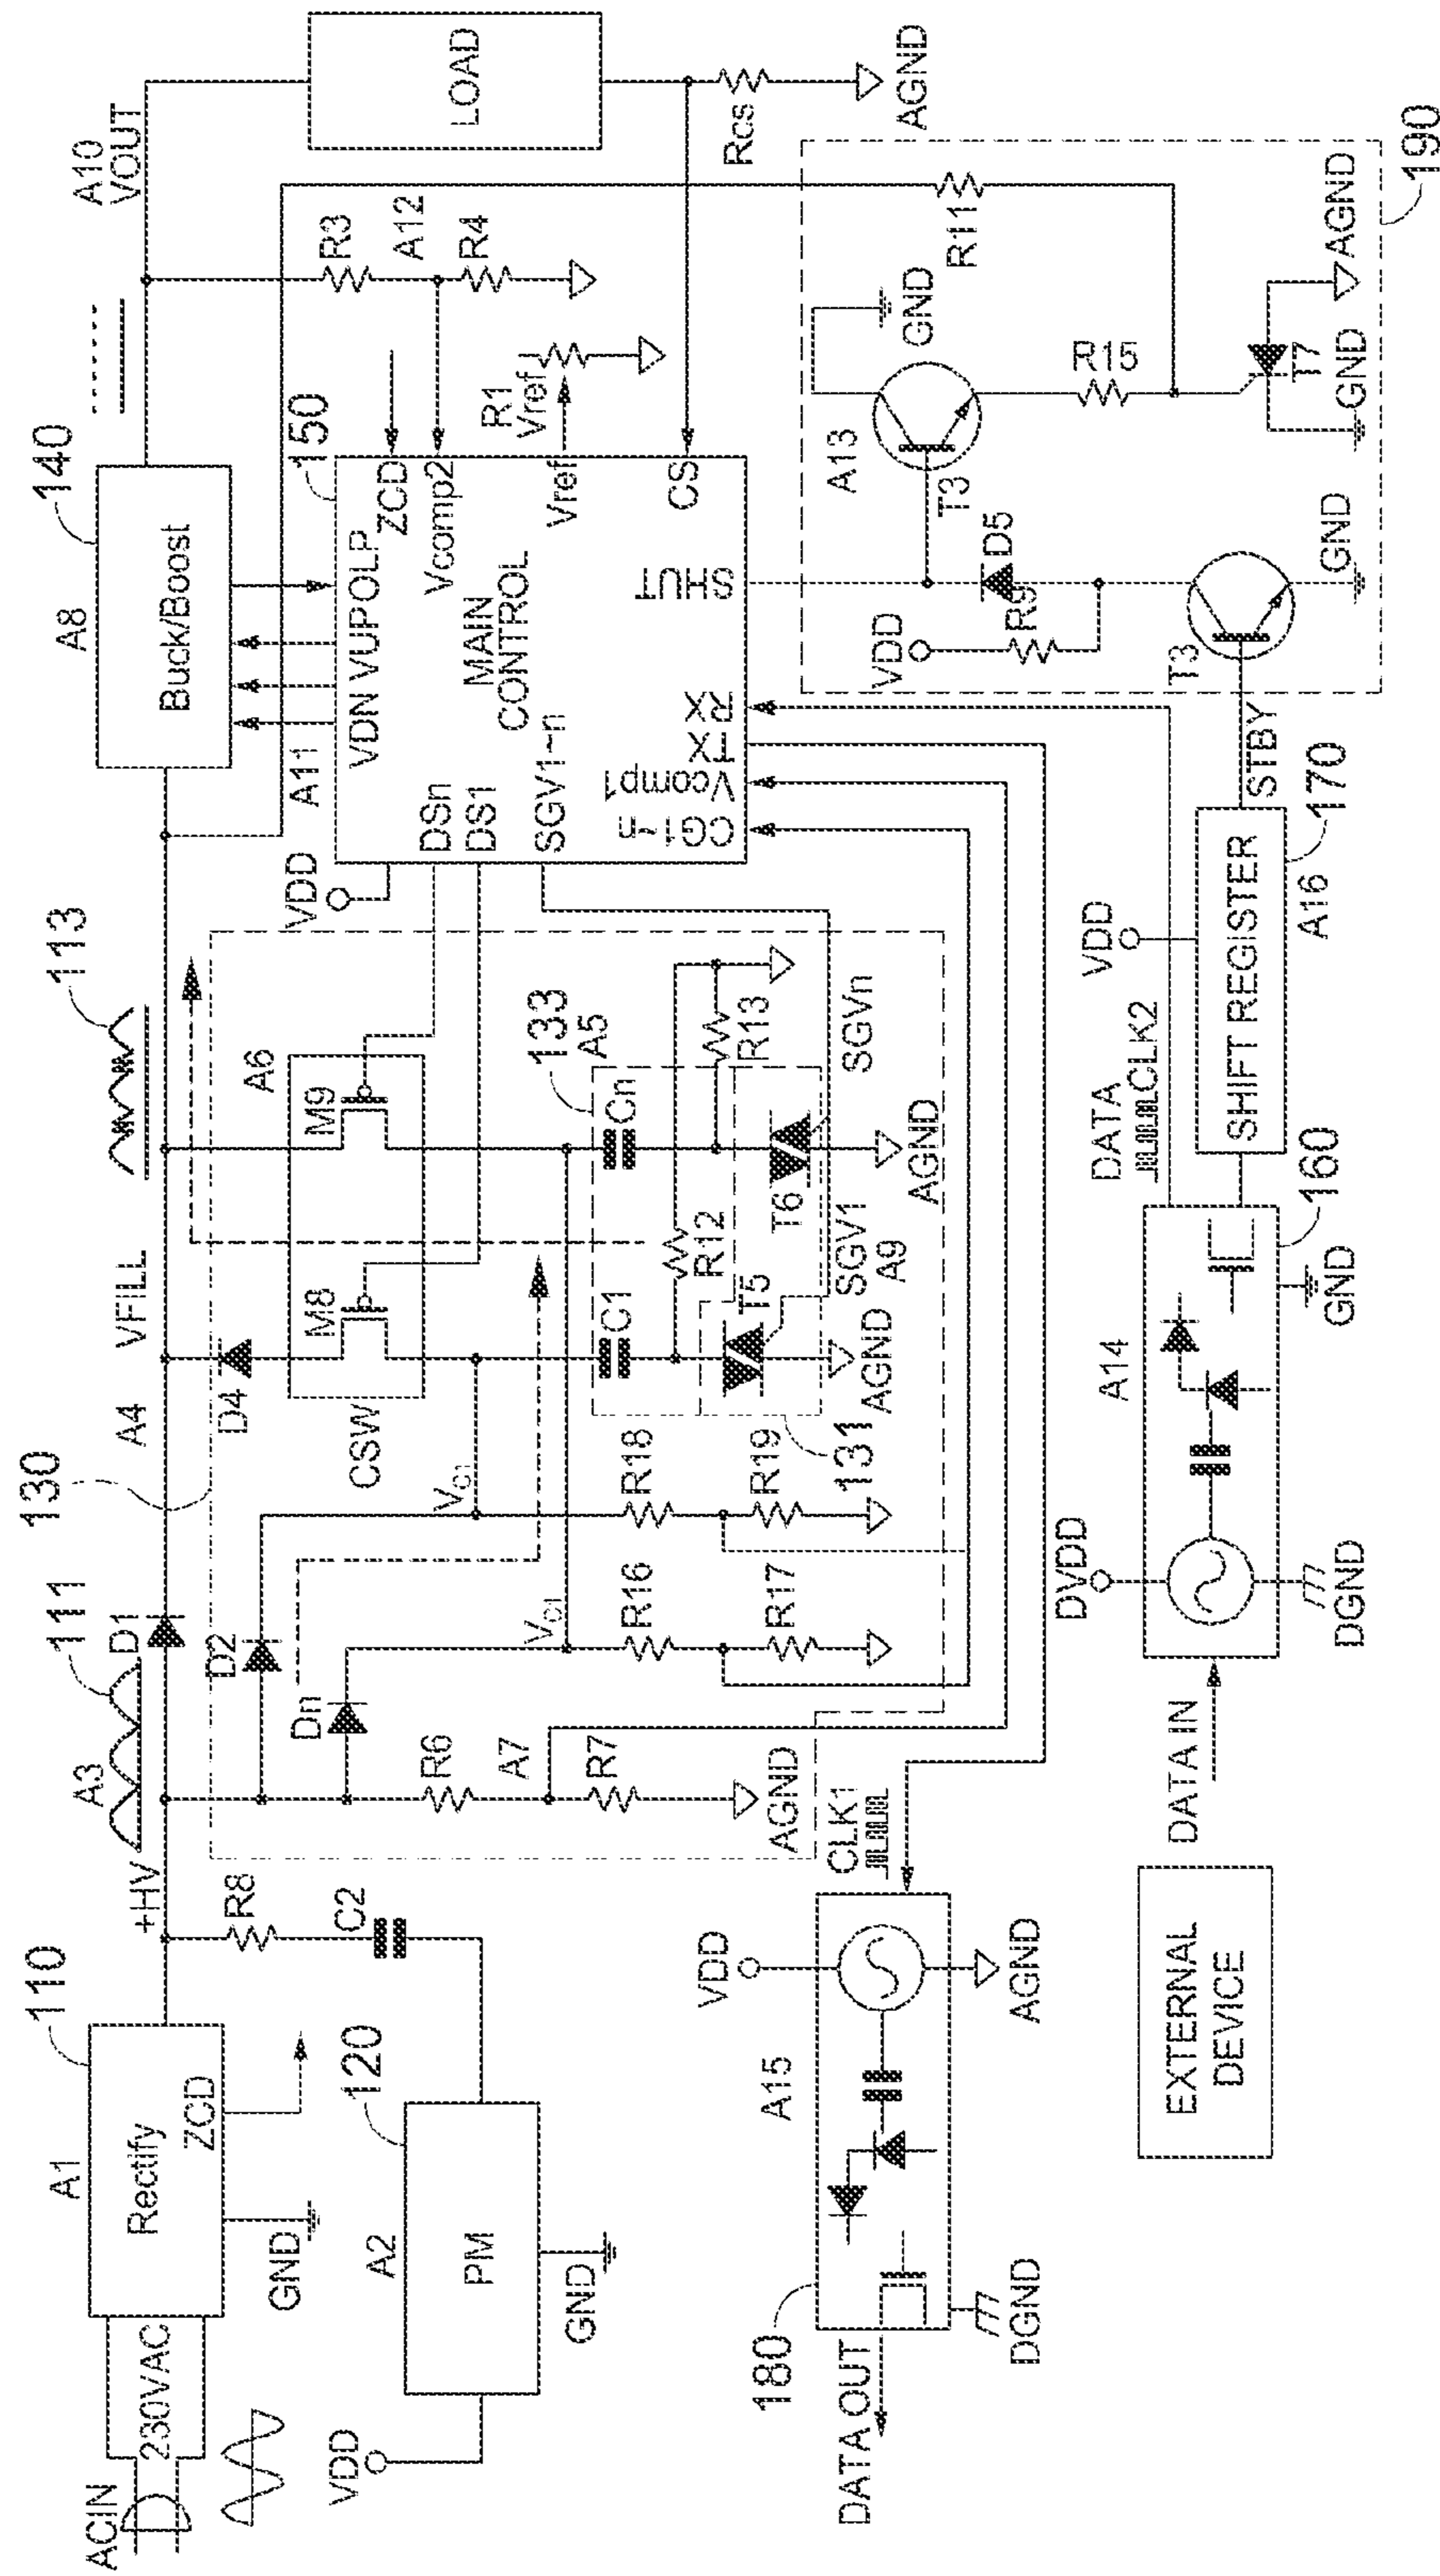 ACIN
230VAC
A1
110
Rectify
ZCD
GND
VDD
A2
120
PM
GND
+HV
R8
C2
A3
111
D1
130
A4
VFILL
113
D2
Dn
R6
A7
R7
AGND
D4
CSW
M8
M9
A6
VC1
VC1
R16
R17
R18
R19
131
C1
Cn
133
A5
R12
R13
T5
T6
SGV1
A9
SGVn
AGND
AGND
A8
140
Buck/Boost
A10
VOUT
LOAD
A11
VDN VUPOLP
150
ZCD
Vcomp2
Vref
CS
MAIN
CONTROL
VDD
DSn
DS1
SGV1~n
CG1~n
Vcomp1
TX
RX
SHUT
R3
A12
R4
R1
Vref
Rcs
AGND
R11
GND
A13
T3
R15
T7
GND
AGND
VDD
R9
D5
T3
GND
190
STBY
170
SHIFT REGISTER
A16
VDD
DATA
CLK2
160
A14
GND
DVDD
DGND
DATA IN
EXTERNAL
DEVICE
CLK1
VDD
A15
AGND
180
DATA OUT
DGND